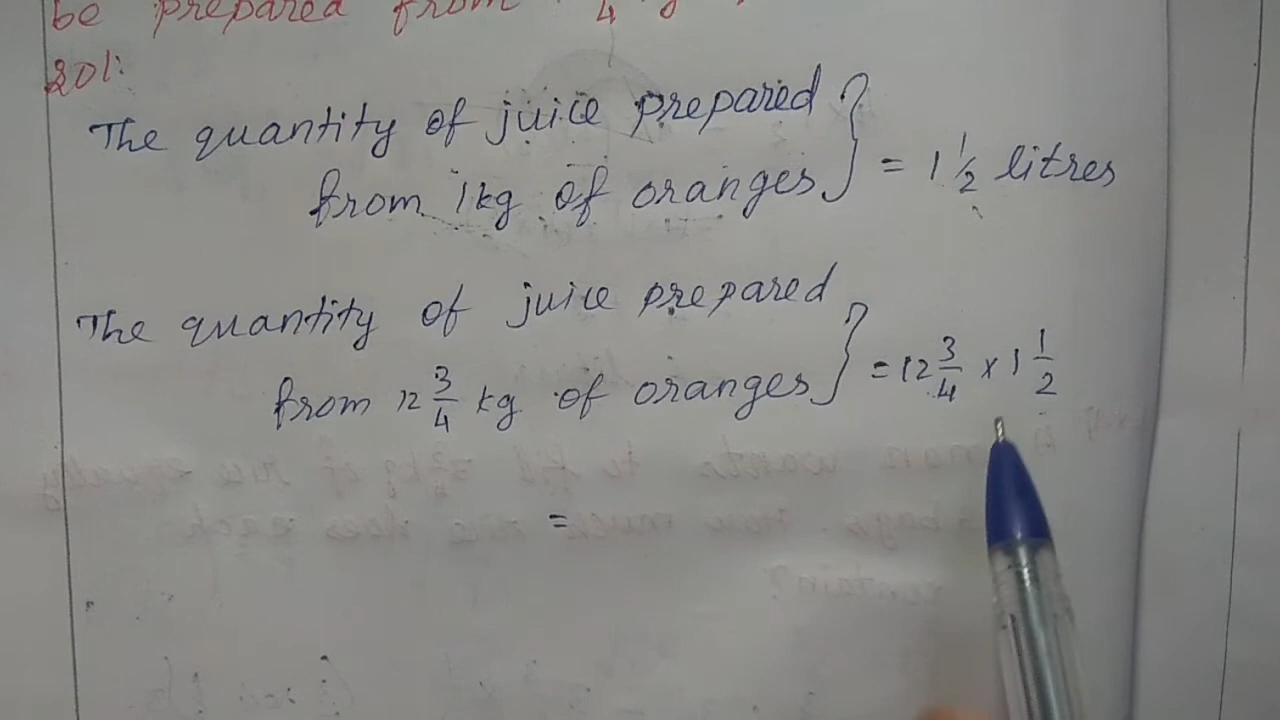 be prepared from 4
Sol:
The quantity of juice prepared
from 1kg of oranges } = 1 1/2 litres
The quantity of juice prepared
from 12 3/4 kg of oranges } = 12 3/4 x 1 1/2
=